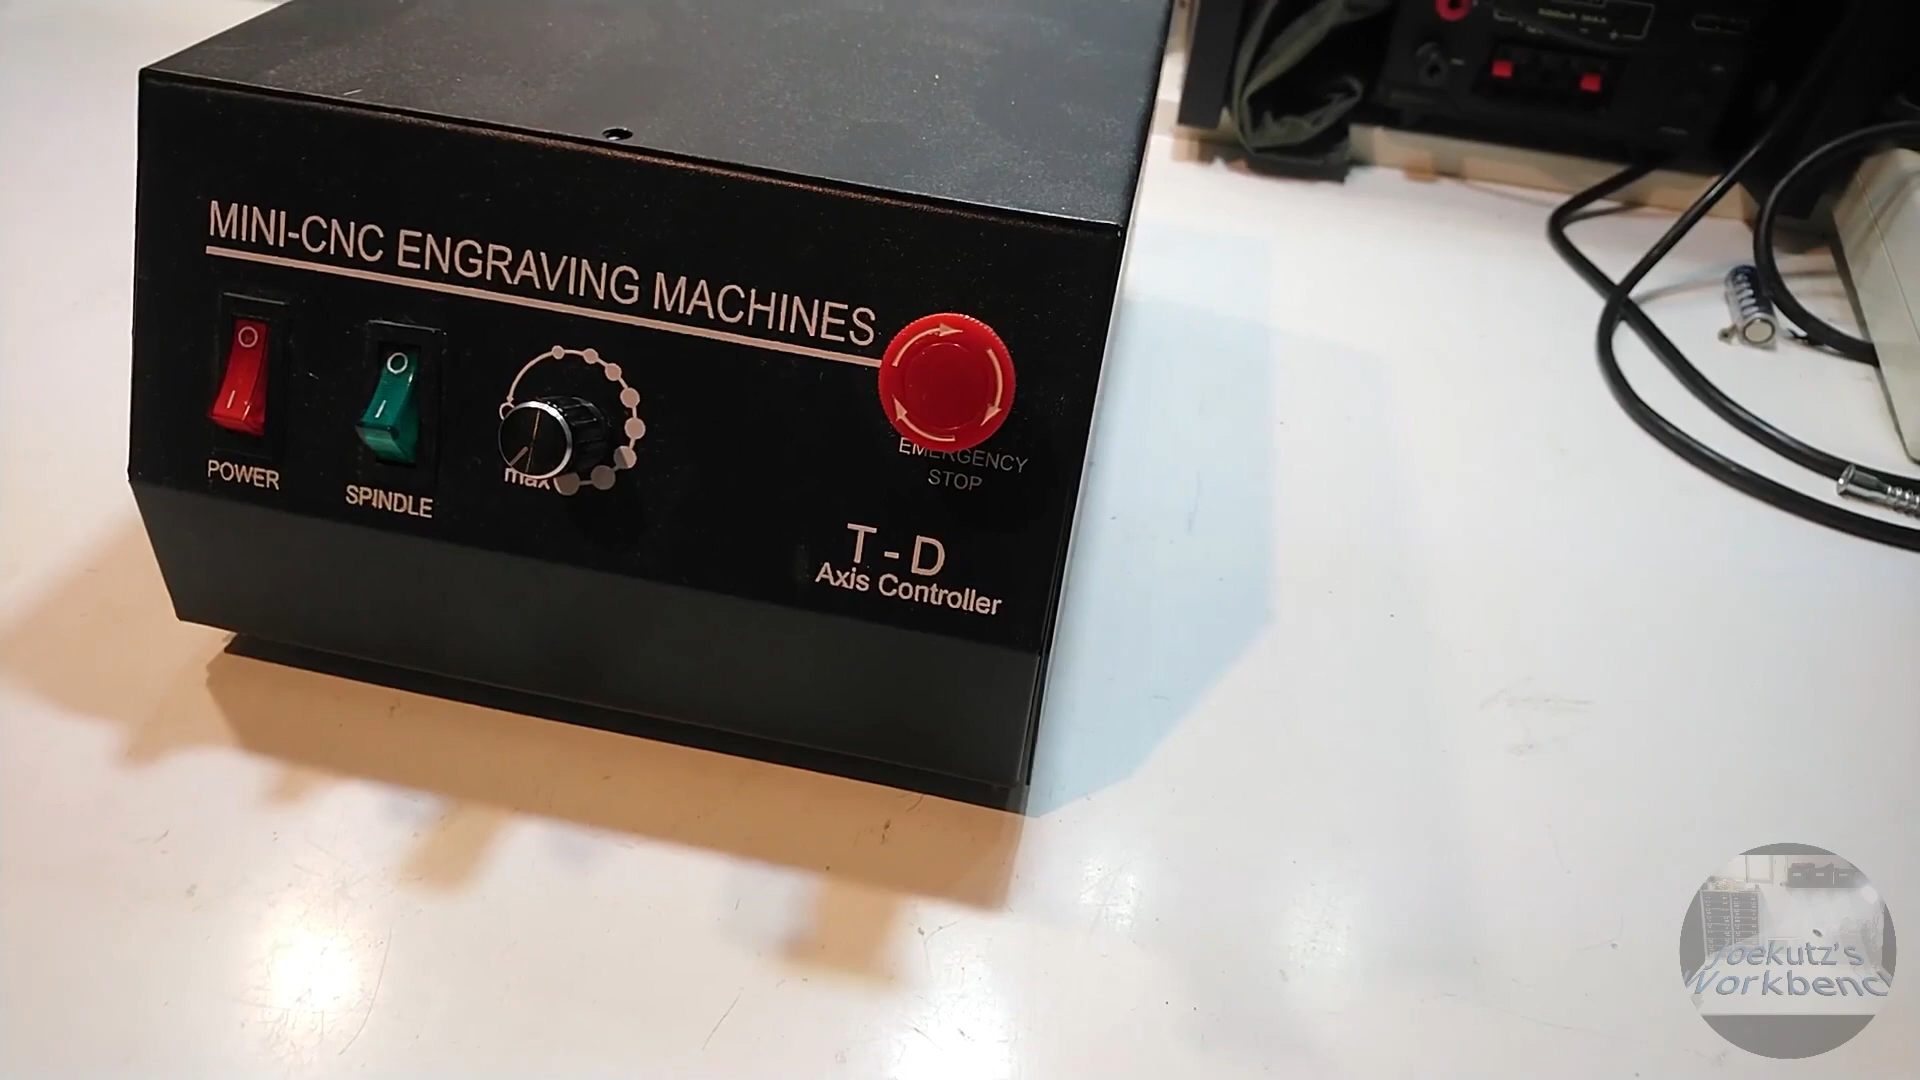 MINI-CNC ENGRAVING MACHINES
POWER
SPINDLE
max
EMERGENCY
STOP
T-D
Axis Controller
Joekutz's
Workbench